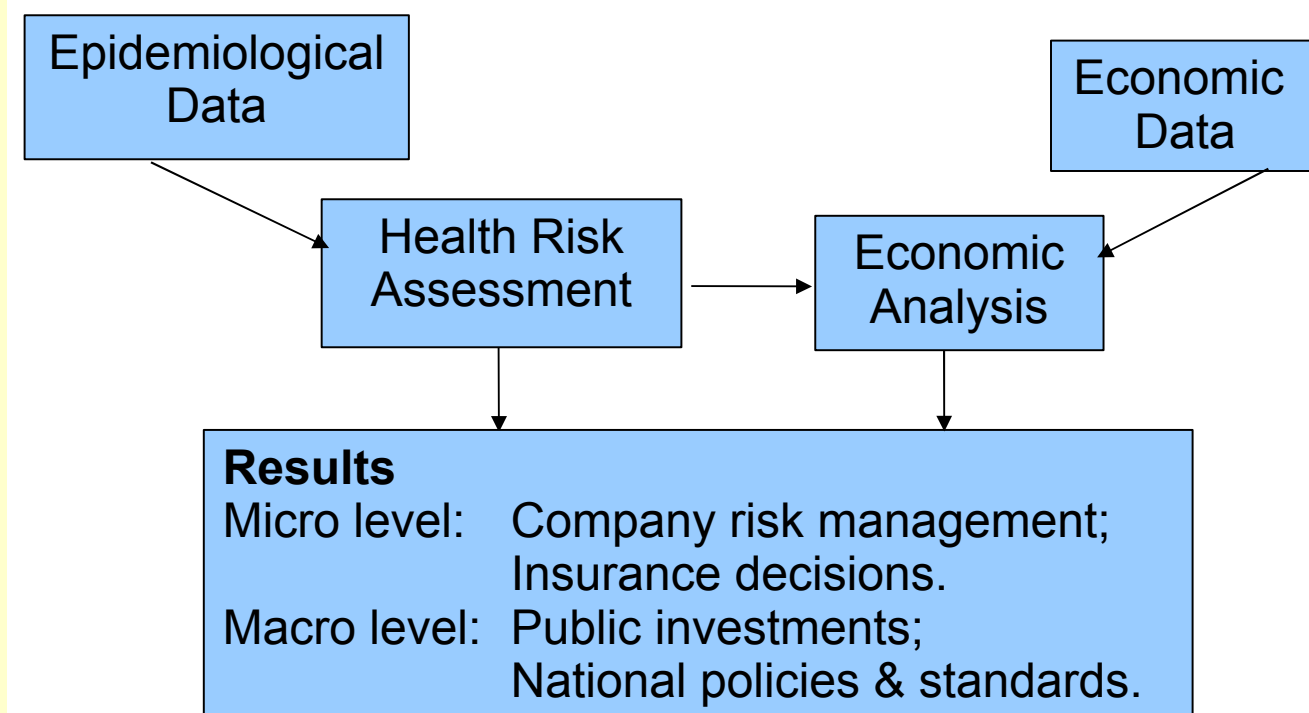 Epidemiological
Data
Economic
Data
Health Risk
Assessment
Economic
Analysis
Results
Micro level: Company risk management;
Insurance decisions.
Macro level: Public investments;
National policies & standards.